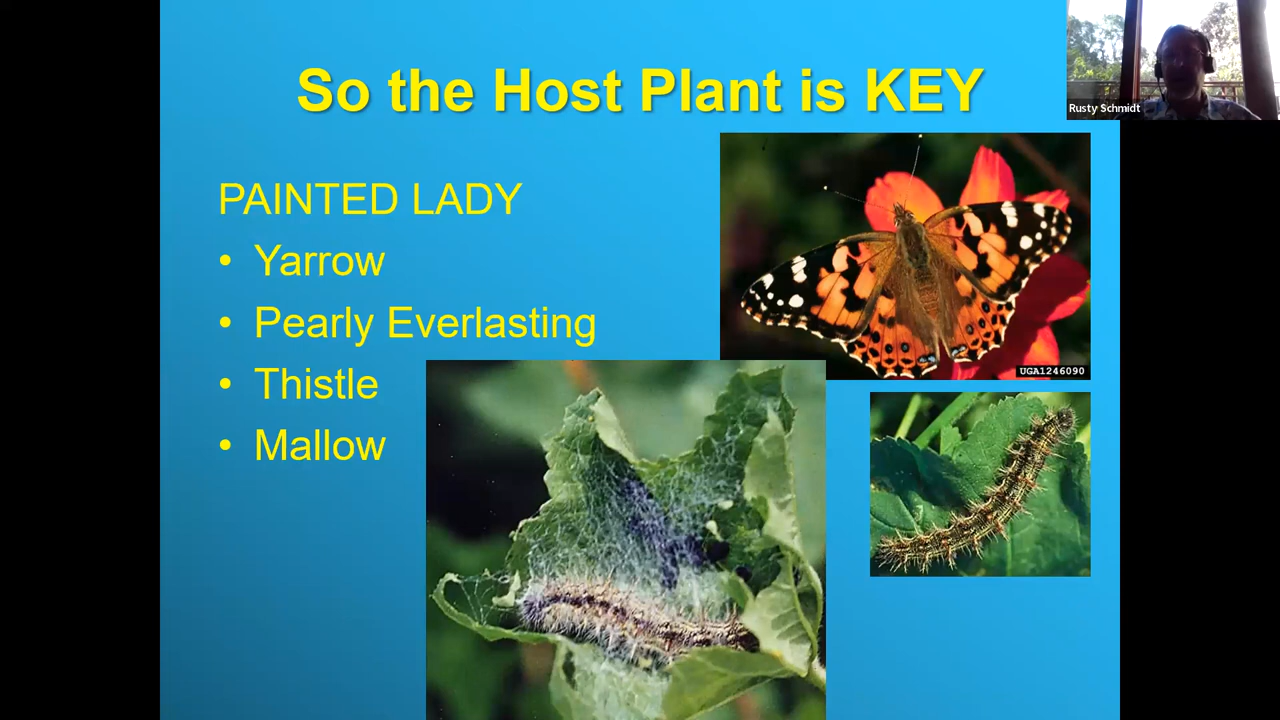 So the Host Plant is KEY
Rusty Schmidt
PAINTED LADY
• Yarrow
• Pearly Everlasting
• Thistle
• Mallow
UGA1246090